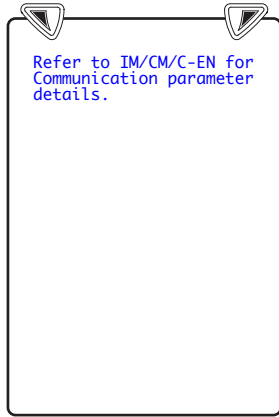 Refer to IM/CM/C-EN for
Communication parameter
details.